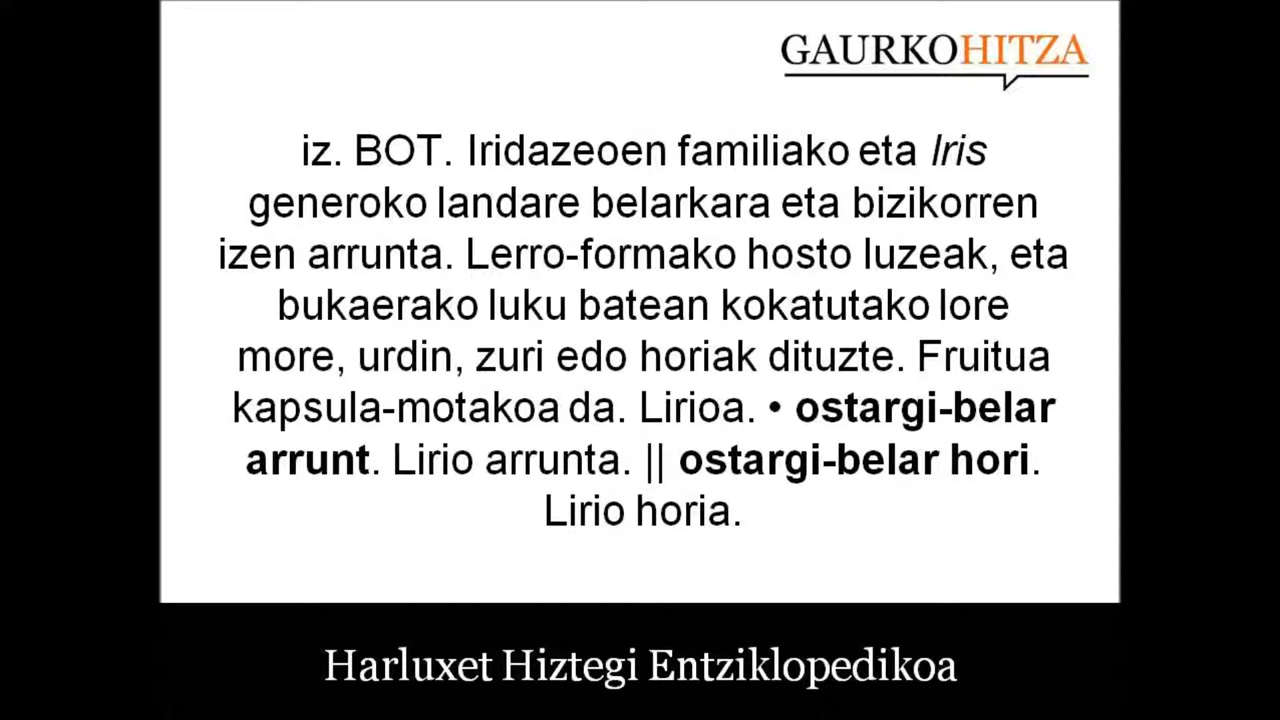 GAURKOHITZA
iz. BOT. Iridazeoen familiako eta Iris
generoko landare belarkara eta bizikorren
izen arrunta. Lerro-formako hosto luzeak, eta
bukaerako luku batean kokatutako lore
more, urdin, zuri edo horiak dituzte. Fruitua
kapsula-motakoa da. Lirioa. • ostargi-belar
arrunt. Lirio arrunta. || ostargi-belar hori.
Lirio horia.
Harluxet Hiztegi Entziklopedikoa